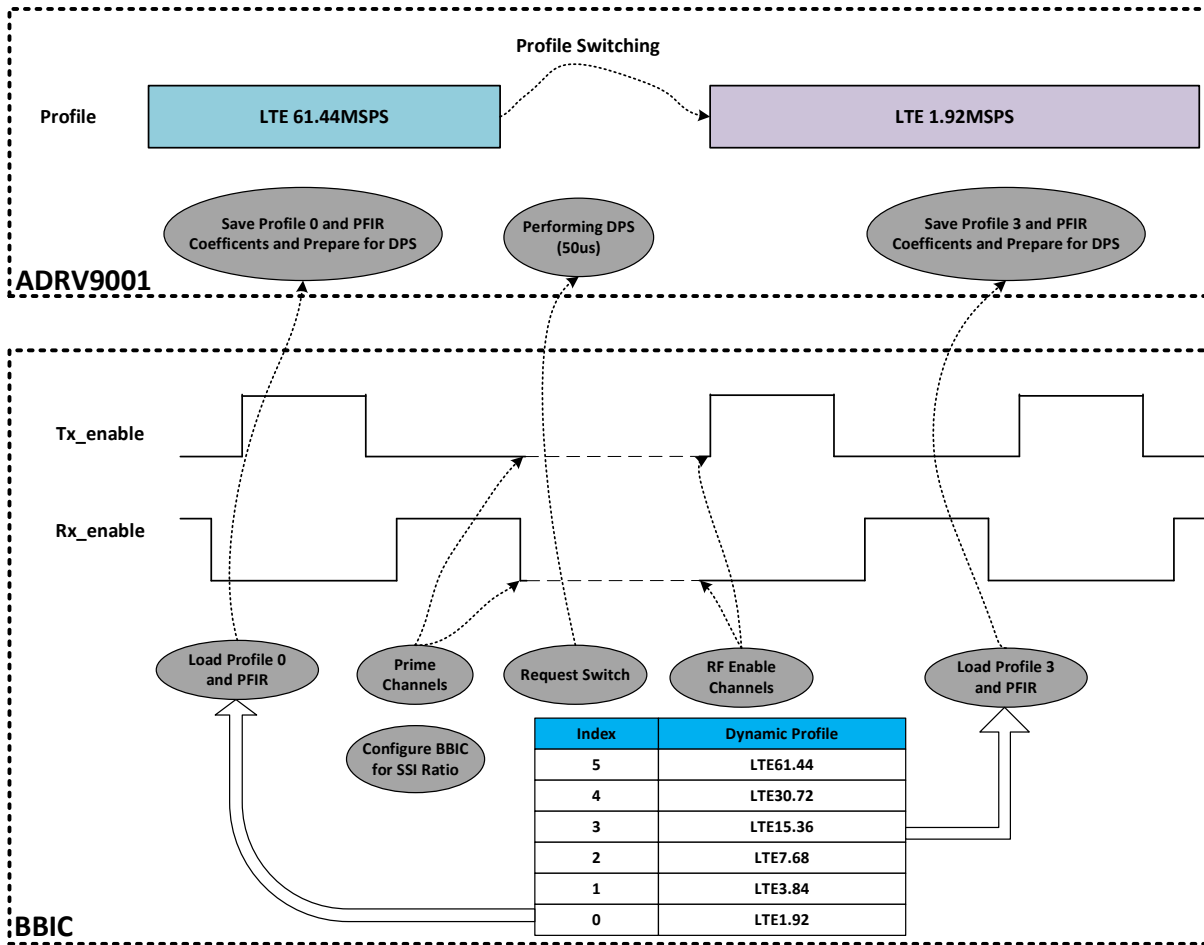 Profile Switching
Profile
LTE 61.44MSPS
LTE 1.92MSPS
Save Profile 0 and PFIR
Coefficents and Prepare for DPS
Performing DPS
(50us)
Save Profile 3 and PFIR
Coefficents and Prepare for DPS
ADRV9001
Tx_enable
Rx_enable
Load Profile 0
and PFIR
Prime
Channels
Request Switch
RF Enable
Channels
Load Profile 3
and PFIR
Configure BBIC
for SSI Ratio
Index Dynamic Profile
5 LTE61.44
4 LTE30.72
3 LTE15.36
2 LTE7.68
1 LTE3.84
0 LTE1.92
BBIC